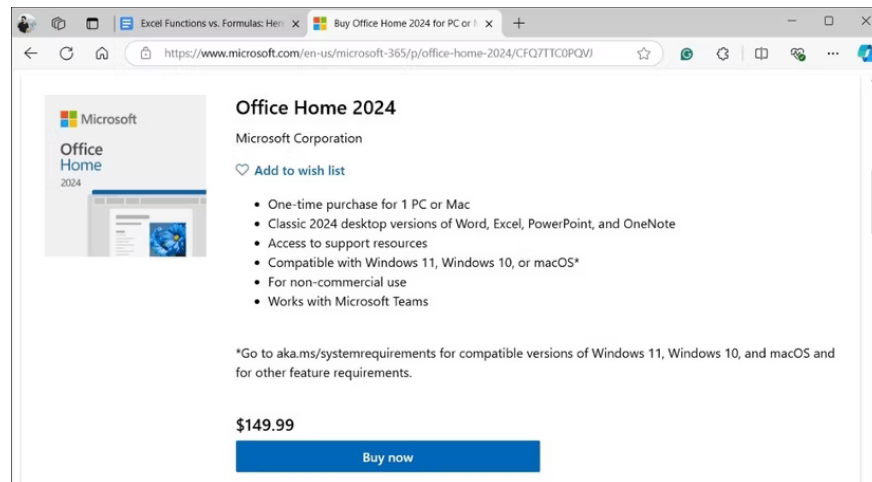 Excel Functions vs. Formulas: Her
Buy Office Home 2024 for PC or
https://www.microsoft.com/en-us/microsoft-365/p/office-home-2024/CFQ7TTC0PQVJ
Microsoft
Office
Home
2024
Office Home 2024
Microsoft Corporation
Add to wish list
• One-time purchase for 1 PC or Mac
• Classic 2024 desktop versions of Word, Excel, PowerPoint, and OneNote
• Access to support resources
• Compatible with Windows 11, Windows 10, or macOS*
• For non-commercial use
• Works with Microsoft Teams
*Go to aka.ms/systemrequirements for compatible versions of Windows 11, Windows 10, and macOS and
for other feature requirements.
$149.99
Buy now